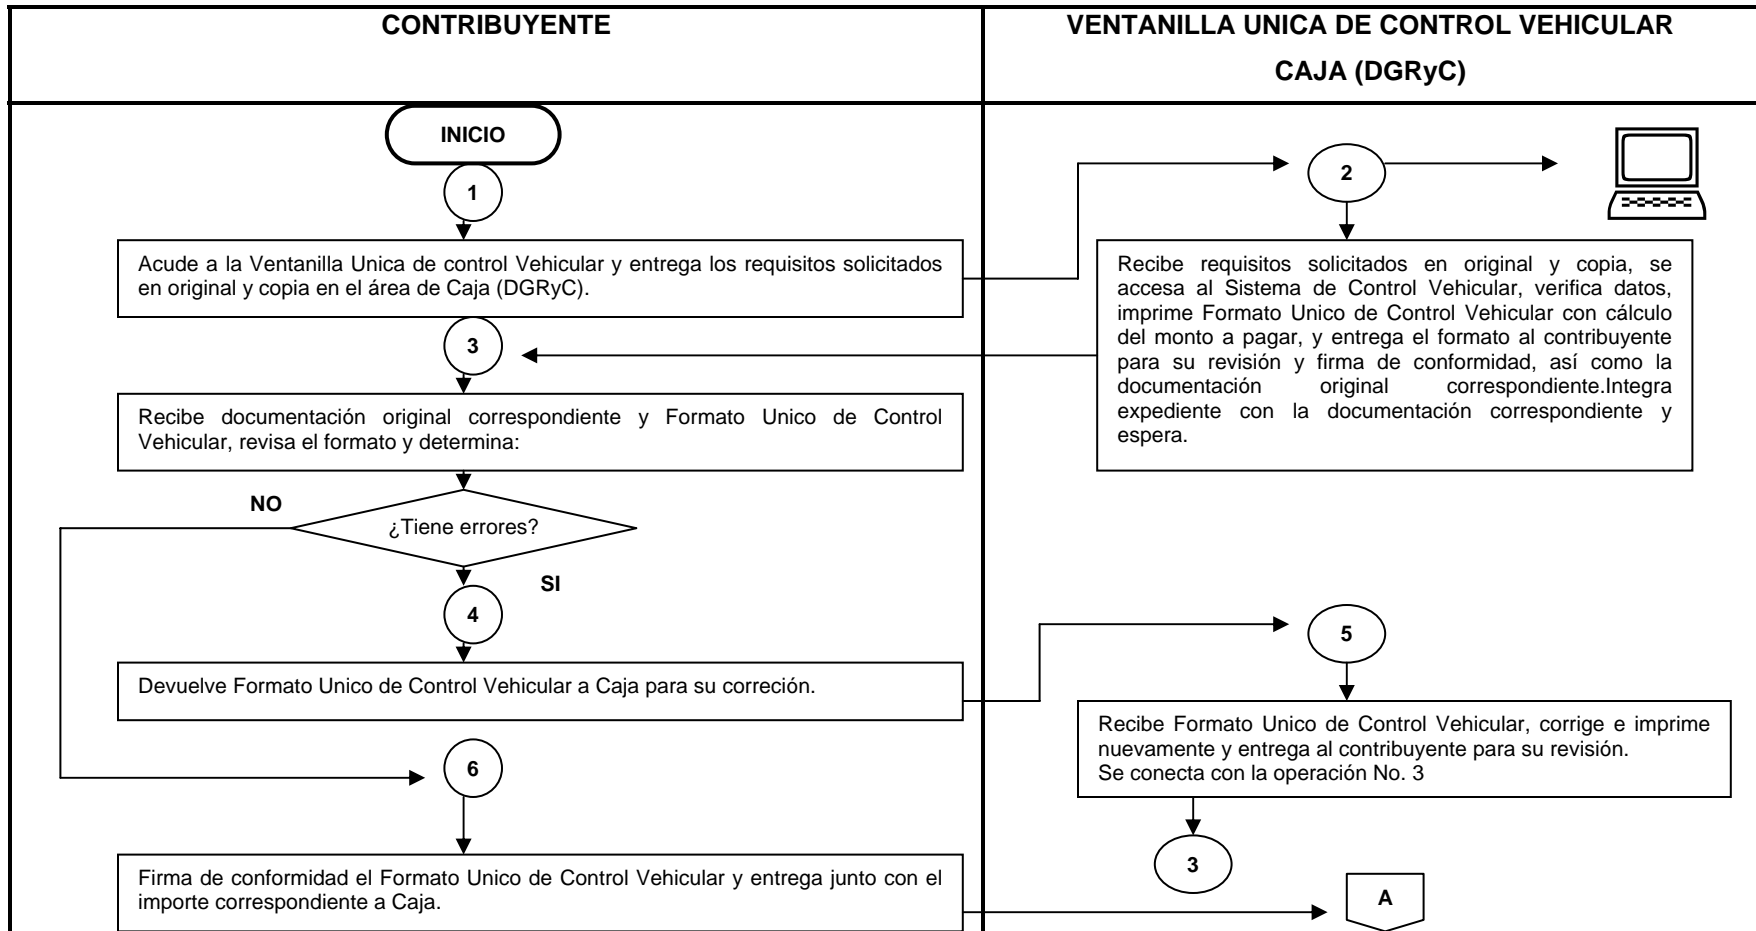 CONTRIBUYENTE
VENTANILLA UNICA DE CONTROL VEHICULAR
CAJA (DGRyC)
INICIO
1
Acude a la Ventanilla Unica de control Vehicular y entrega los requisitos solicitados
en original y copia en el área de Caja (DGRyC).
2
Recibe requisitos solicitados en original y copia, se
accesa al Sistema de Control Vehicular, verifica datos,
imprime Formato Unico de Control Vehicular con cálculo
del monto a pagar, y entrega el formato al contribuyente
para su revisión y firma de conformidad, así como la
documentación original correspondiente.Integra
expediente con la documentación correspondiente y
espera.
3
Recibe documentación original correspondiente y Formato Unico de Control
Vehicular, revisa el formato y determina:
¿Tiene errores?
NO
SI
4
Devuelve Formato Unico de Control Vehicular a Caja para su correción.
5
Recibe Formato Unico de Control Vehicular, corrige e imprime
nuevamente y entrega al contribuyente para su revisión.
Se conecta con la operación No. 3
3
6
Firma de conformidad el Formato Unico de Control Vehicular y entrega junto con el
importe correspondiente a Caja.
A